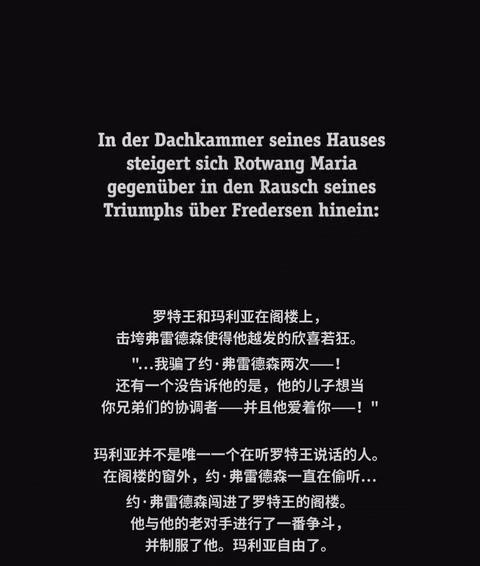 In der Dachkammer seines Hauses
steigert sich Rotwang Maria
gegenüber in den Rausch seines
Triumphs über Fredersen hinein:
罗特王和玛利亚在阁楼上，
击垮弗雷德森使得他越发的欣喜若狂。
"...我骗了约·弗雷德森两次——！
还有一个没告诉他的是，他的儿子想当
你兄弟们的协调者——并且他爱着你——！"
玛利亚并不是唯一一个在听罗特王说话的人。
在阁楼的窗外，约·弗雷德森一直在偷听...
约·弗雷德森闯进了罗特王的阁楼。
他与他的老对手进行了一番争斗，
并制服了他。玛利亚自由了。